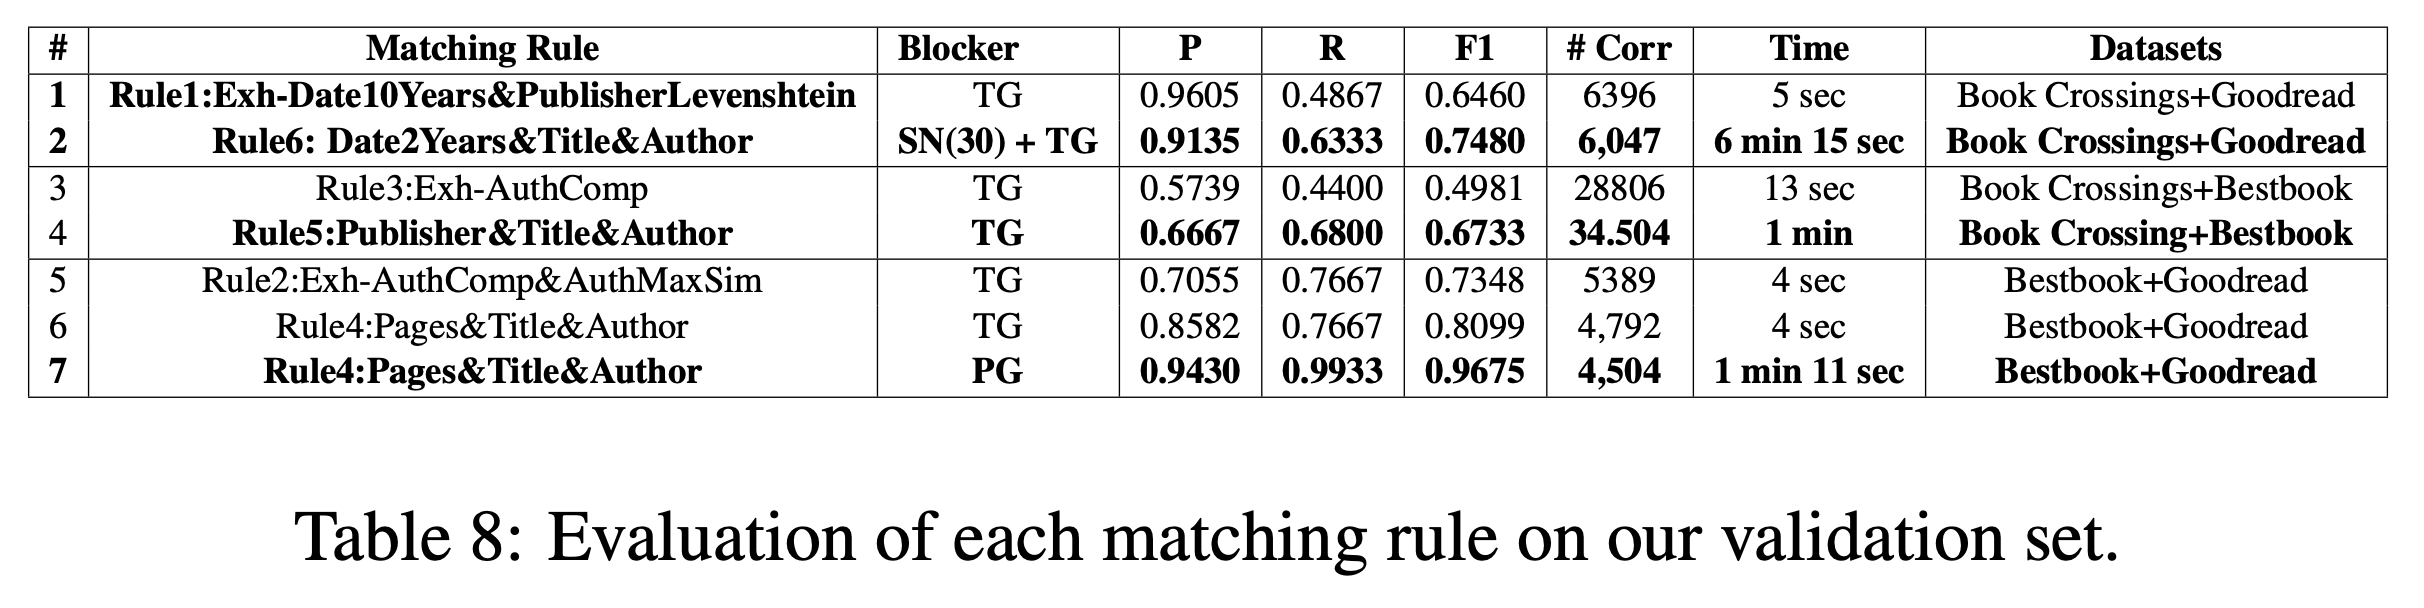 # Matching Rule Blocker P R F1 # Corr Time Datasets
1 Rule1:Exh-Date10Years&PublisherLevenshtein TG 0.9605 0.4867 0.6460 6396 5 sec Book Crossings+Goodread
2 Rule6: Date2Years&Title&Author SN(30) + TG 0.9135 0.6333 0.7480 6,047 6 min 15 sec Book Crossings+Goodread
3 Rule3:Exh-AuthComp TG 0.5739 0.4400 0.4981 28806 13 sec Book Crossings+Bestbook
4 Rule5:Publisher&Title&Author TG 0.6667 0.6800 0.6733 34.504 1 min Book Crossing+Bestbook
5 Rule2:Exh-AuthComp&AuthMaxSim TG 0.7055 0.7667 0.7348 5389 4 sec Bestbook+Goodread
6 Rule4:Pages&Title&Author TG 0.8582 0.7667 0.8099 4,792 4 sec Bestbook+Goodread
7 Rule4:Pages&Title&Author PG 0.9430 0.9933 0.9675 4,504 1 min 11 sec Bestbook+Goodread
Table 8: Evaluation of each matching rule on our validation set.